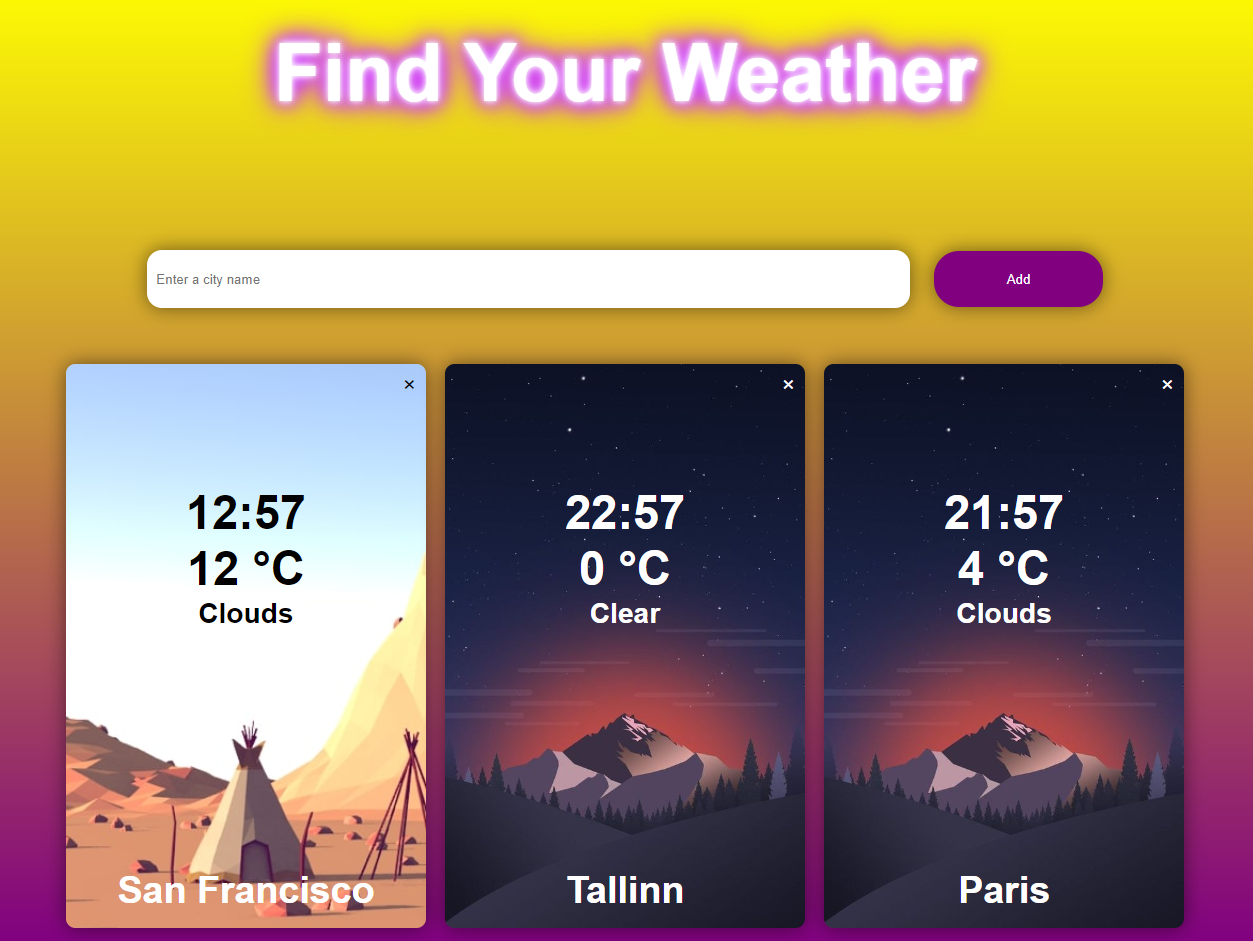 Find Your Weather
Enter a city name
Add
×
12:57
12 °C
Clouds
San Francisco
×
22:57
0 °C
Clear
Tallinn
×
21:57
4 °C
Clouds
Paris